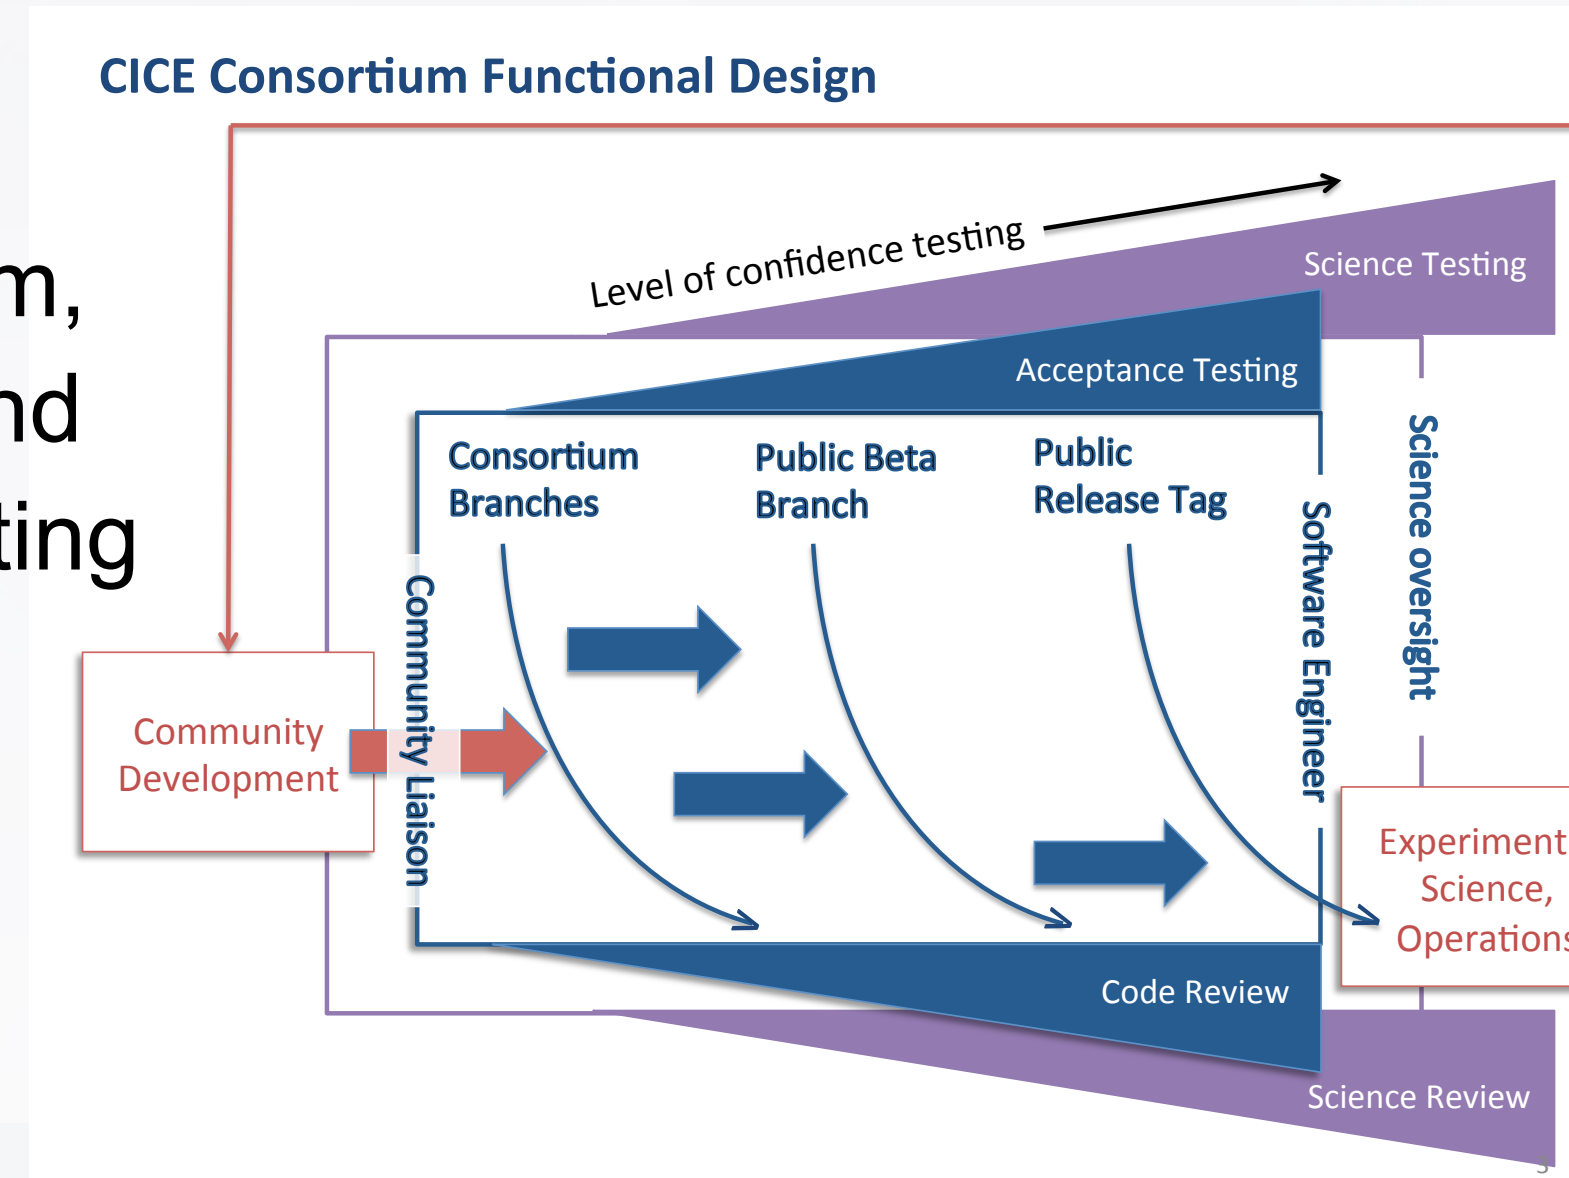 CICE Consortium Functional Design
m,
nd
ting
Level of confidence testing
Science Testing
Acceptance Testing
Consortium
Branches
Public Beta
Branch
Public
Release Tag
Community Liaison
Software Engineer
Science oversight
Community
Development
Experiment
Science,
Operations
Code Review
Science Review
3